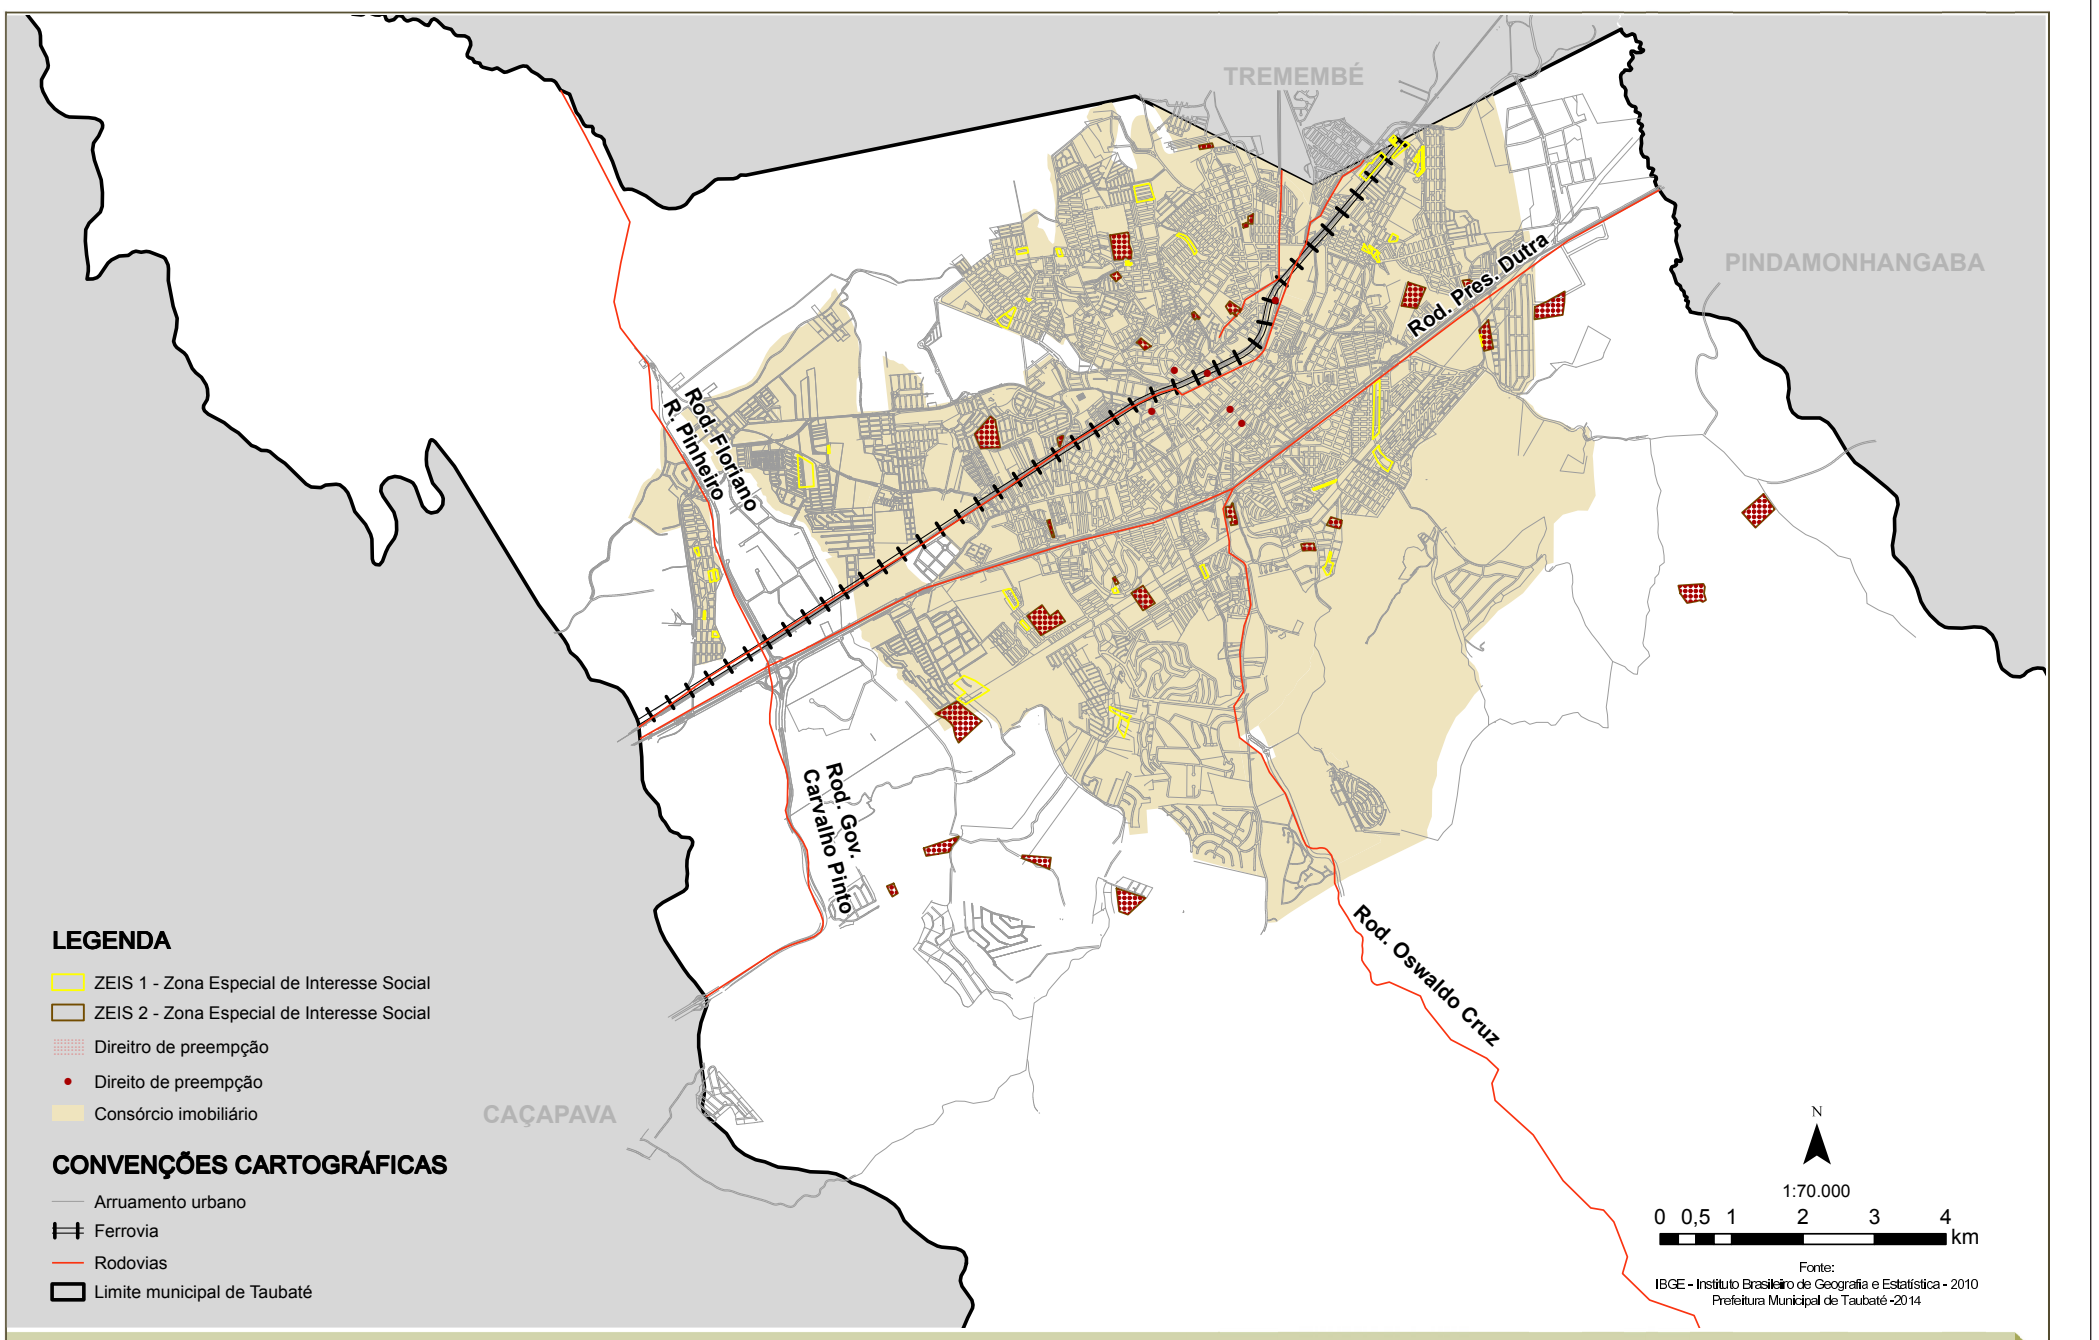 TREMEMBÉ
PINDAMONHANGABA
Rod. Pres. Dutra
Rod. Floriano
R. Pinheiro
Rod. Gov.
Carvalho Pinto
Rod. Oswaldo Cruz
CAÇAPAVA
LEGENDA
ZEIS 1 - Zona Especial de Interesse Social
ZEIS 2 - Zona Especial de Interesse Social
Direitro de preempção
Direito de preempção
Consórcio imobiliário
CONVENÇÕES CARTOGRÁFICAS
Arruamento urbano
Ferrovia
Rodovias
Limite municipal de Taubaté
N
1:70.000
0 0,5 1 2 3 4
km
Fonte:
IBGE - Instituto Brasileiro de Geografia e Estatística - 2010
Prefeitura Municipal de Taubaté -2014